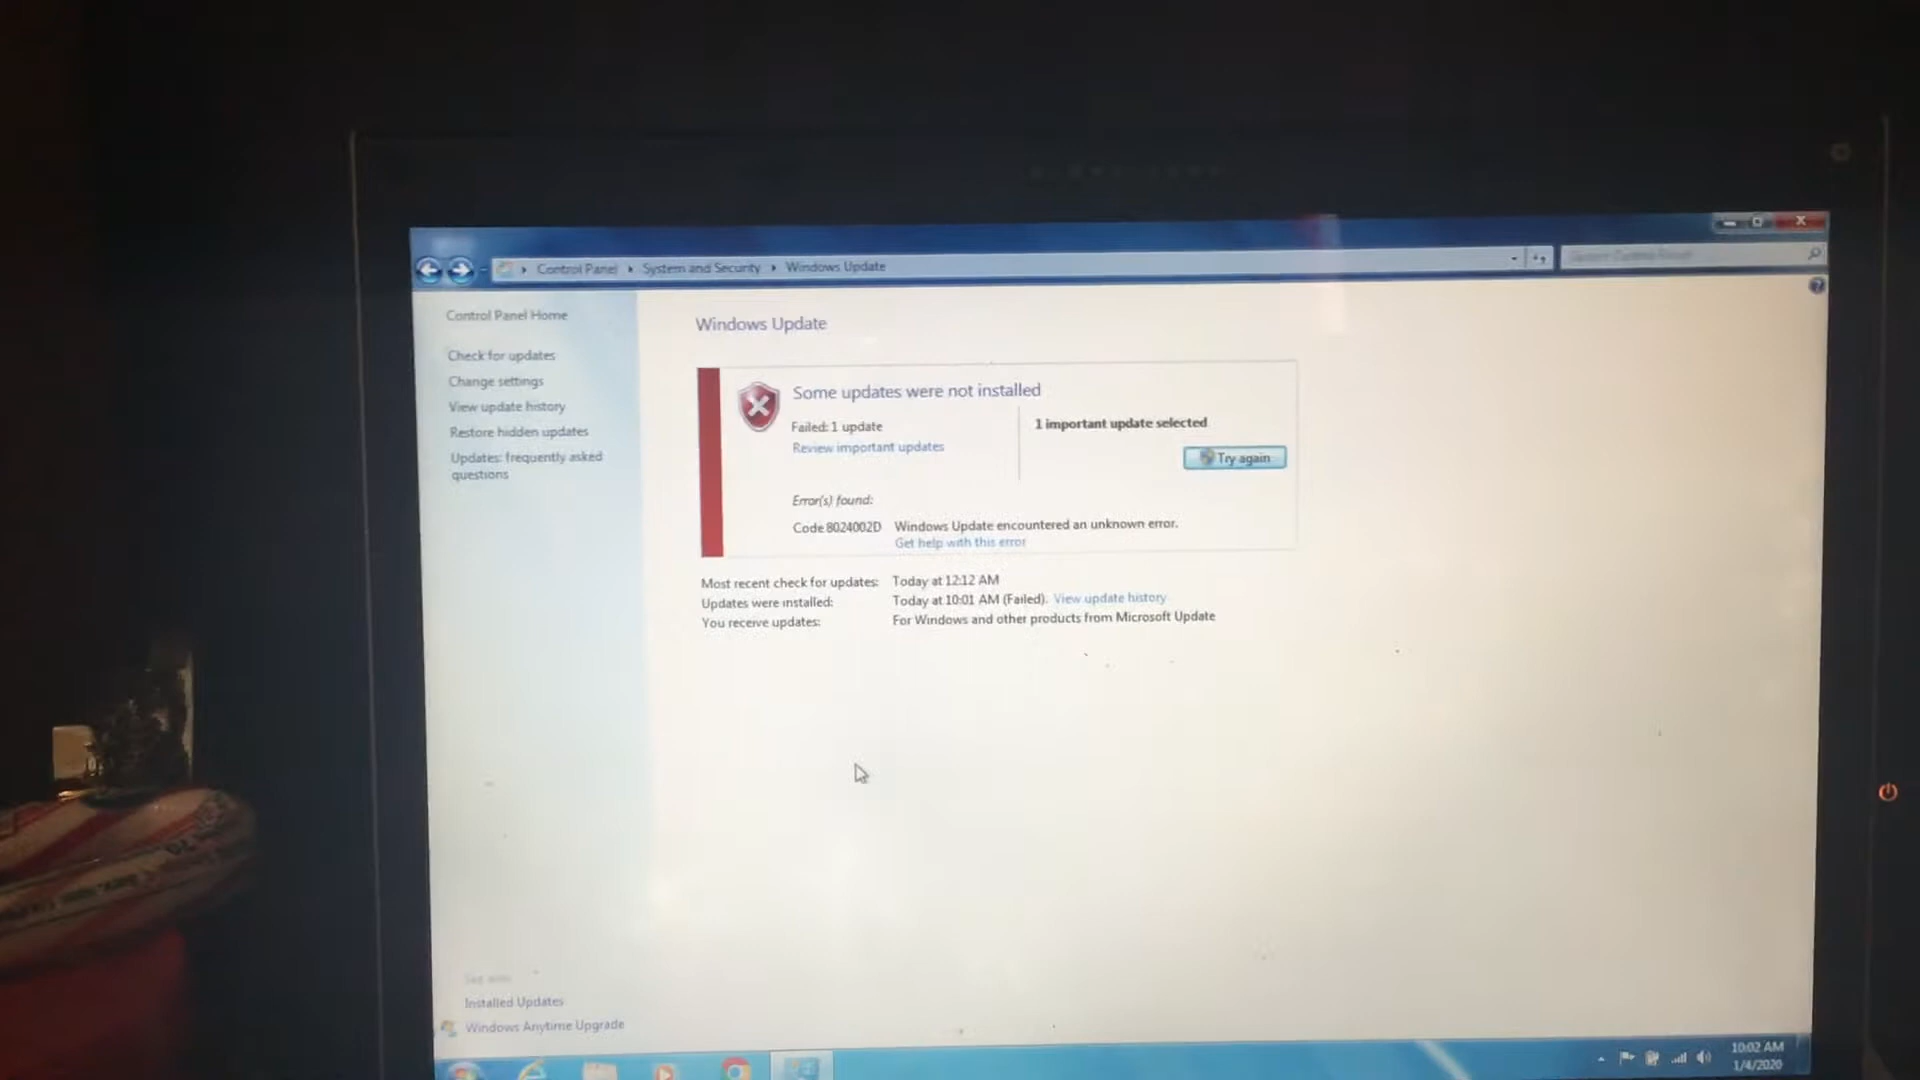 Control Panel ▸ System and Security ▸ Windows Update
Control Panel Home
Check for updates
Change settings
View update history
Restore hidden updates
Updates: frequently asked
questions
Windows Update
Some updates were not installed
Failed: 1 update
Review important updates
1 important update selected
Try again
Error(s) found:
Code 8024002D Windows Update encountered an unknown error.
Get help with this error
Most recent check for updates: Today at 12:12 AM
Updates were installed: Today at 10:01 AM (Failed). View update history
You receive updates: For Windows and other products from Microsoft Update
See also
Installed Updates
Windows Anytime Upgrade
10:02 AM
1/4/2020